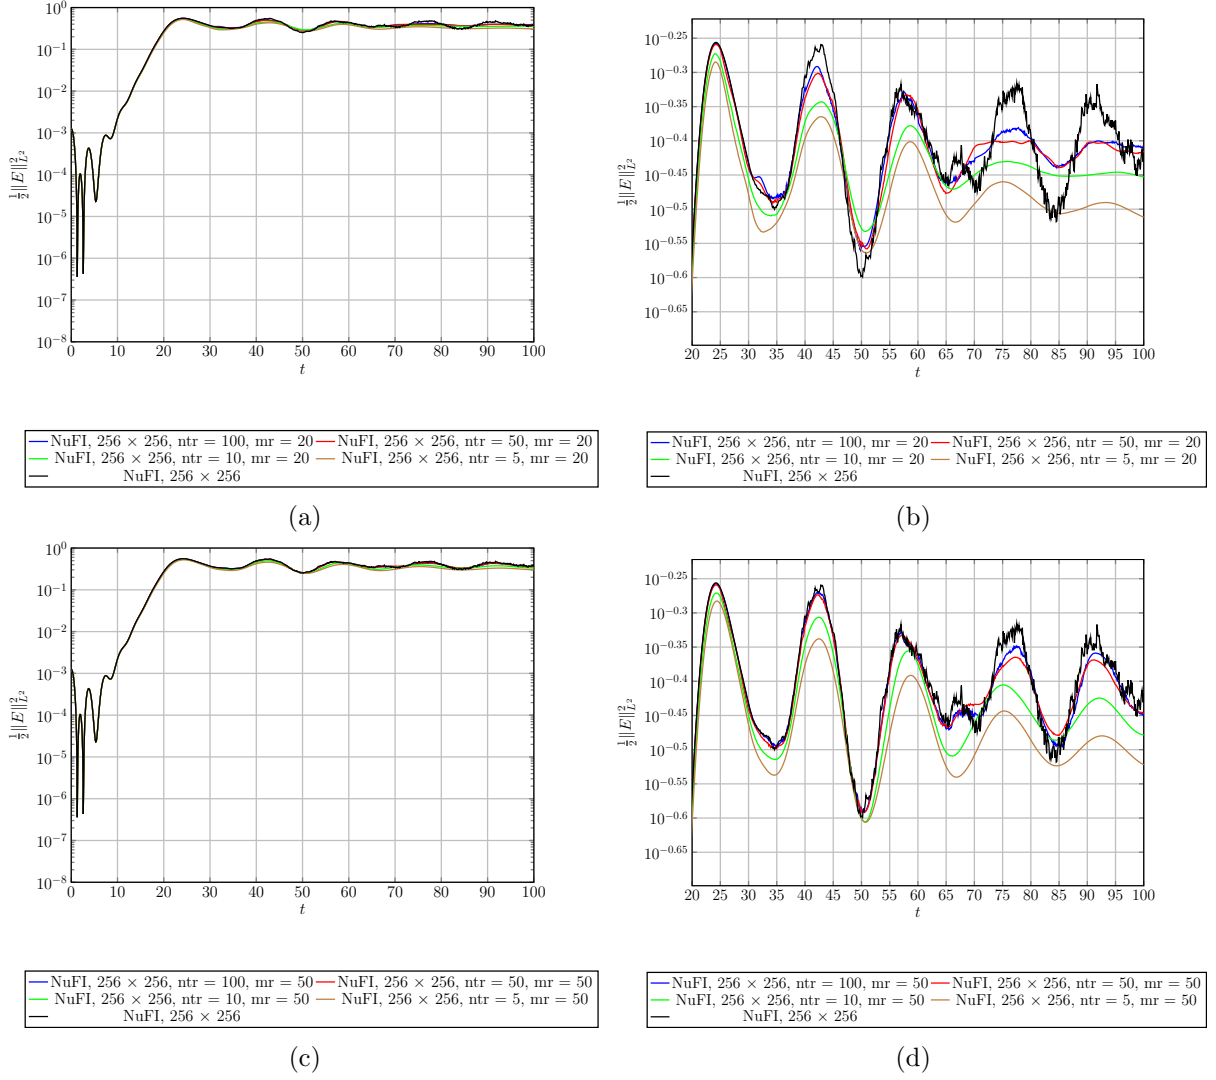 10^0
10^−1
10^−2
10^−3
10^−4
10^−5
10^−6
10^−7
10^−8
0 10 20 30 40 50 60 70 80 90 100
t
1/2 ||E||^2_{L^2}
NuFI, 256 × 256, ntr = 100, mr = 20 NuFI, 256 × 256, ntr = 50, mr = 20
NuFI, 256 × 256, ntr = 10, mr = 20 NuFI, 256 × 256, ntr = 5, mr = 20
NuFI, 256 × 256
(a)
10^−0.25
10^−0.3
10^−0.35
10^−0.4
10^−0.45
10^−0.5
10^−0.55
10^−0.6
10^−0.65
20 25 30 35 40 45 50 55 60 65 70 75 80 85 90 95 100
t
1/2 ||E||^2_{L^2}
NuFI, 256 × 256, ntr = 100, mr = 20 NuFI, 256 × 256, ntr = 50, mr = 20
NuFI, 256 × 256, ntr = 10, mr = 20 NuFI, 256 × 256, ntr = 5, mr = 20
NuFI, 256 × 256
(b)
10^0
10^−1
10^−2
10^−3
10^−4
10^−5
10^−6
10^−7
10^−8
0 10 20 30 40 50 60 70 80 90 100
t
1/2 ||E||^2_{L^2}
NuFI, 256 × 256, ntr = 100, mr = 50 NuFI, 256 × 256, ntr = 50, mr = 50
NuFI, 256 × 256, ntr = 10, mr = 50 NuFI, 256 × 256, ntr = 5, mr = 50
NuFI, 256 × 256
(c)
10^−0.25
10^−0.3
10^−0.35
10^−0.4
10^−0.45
10^−0.5
10^−0.55
10^−0.6
10^−0.65
20 25 30 35 40 45 50 55 60 65 70 75 80 85 90 95 100
t
1/2 ||E||^2_{L^2}
NuFI, 256 × 256, ntr = 100, mr = 50 NuFI, 256 × 256, ntr = 50, mr = 50
NuFI, 256 × 256, ntr = 10, mr = 50 NuFI, 256 × 256, ntr = 5, mr = 50
NuFI, 256 × 256
(d)